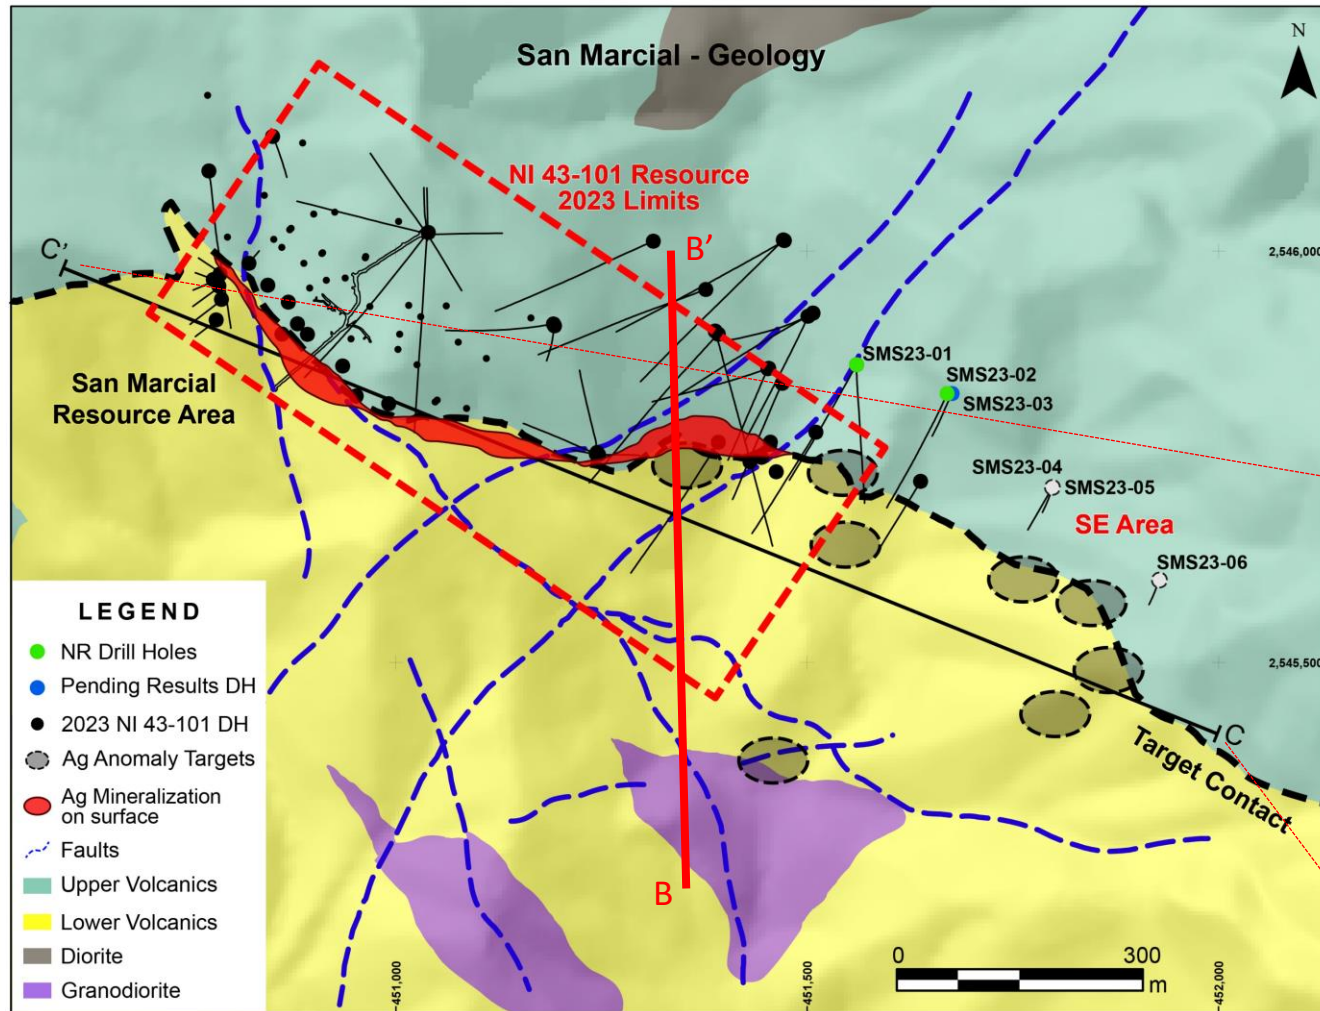 San Marcial - Geology
N
NI 43-101 Resource
2023 Limits
B’
C’
2,546,000
SMS23-01
SMS23-02
SMS23-03
San Marcial
Resource Area
SMS23-04
SMS23-05
SE Area
SMS23-06
2,545,500
C
Target Contact
B
LEGEND
NR Drill Holes
Pending Results DH
2023 NI 43-101 DH
Ag Anomaly Targets
Ag Mineralization
on surface
Faults
Upper Volcanics
Lower Volcanics
Diorite
Granodiorite
0 300
m
451,000
451,500
452,000